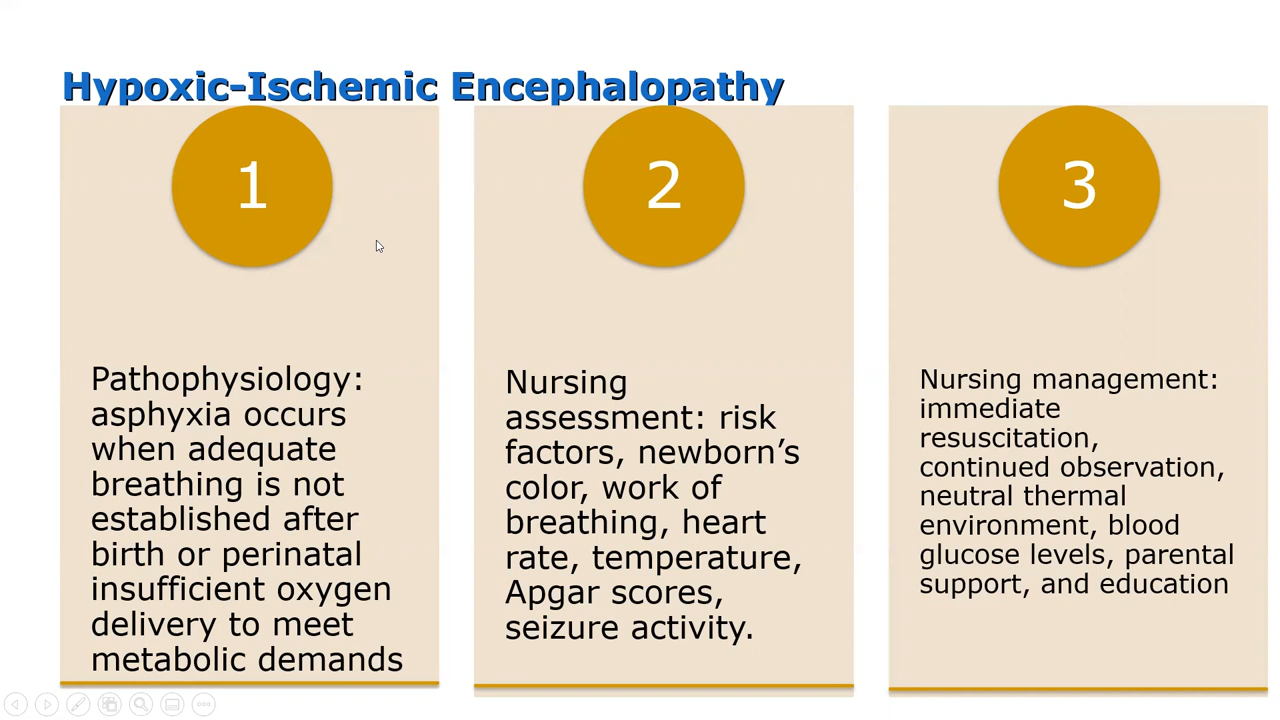 Hypoxic-Ischemic Encephalopathy
1
Pathophysiology:
asphyxia occurs
when adequate
breathing is not
established after
birth or perinatal
insufficient oxygen
delivery to meet
metabolic demands
2
Nursing
assessment: risk
factors, newborn’s
color, work of
breathing, heart
rate, temperature,
Apgar scores,
seizure activity.
3
Nursing management:
immediate
resuscitation,
continued observation,
neutral thermal
environment, blood
glucose levels, parental
support, and education